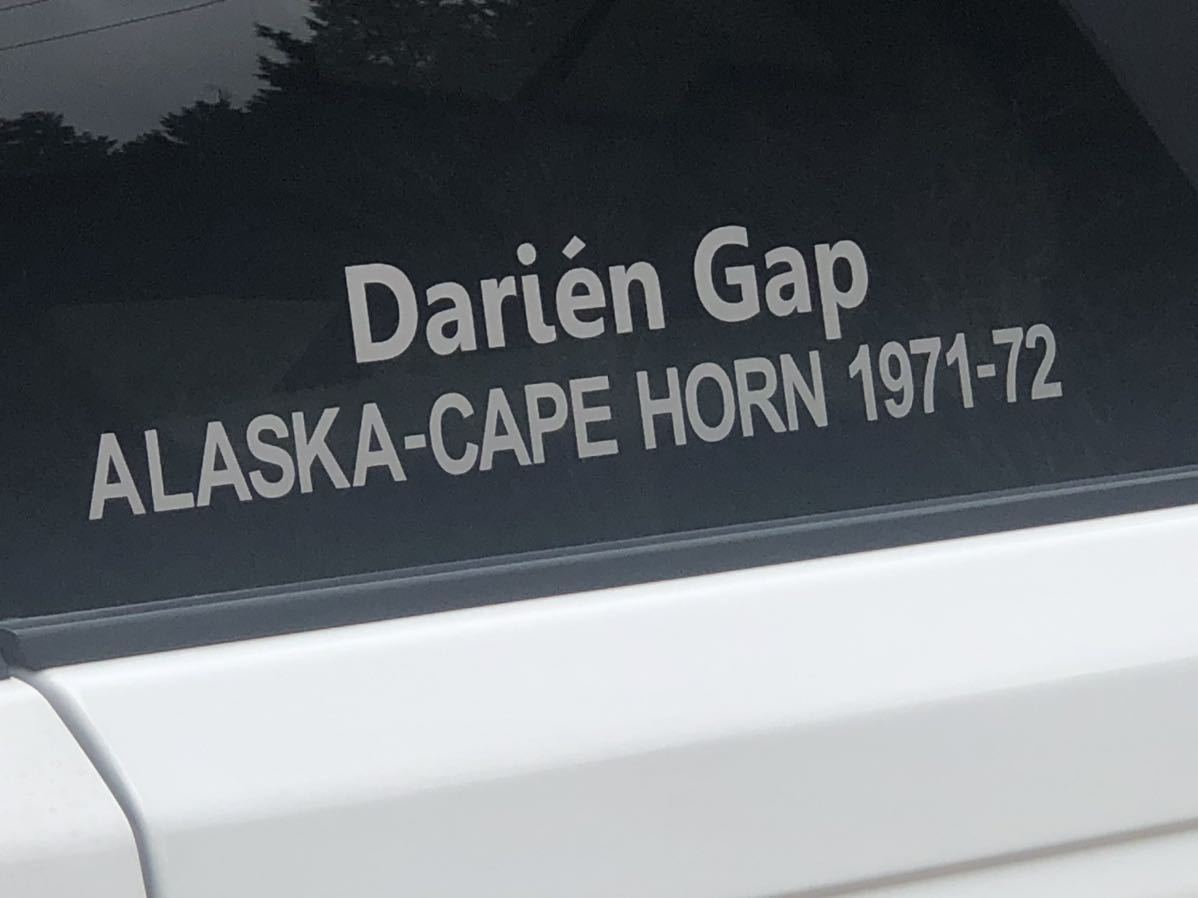 Darién Gap
ALASKA-CAPE HORN 1971-72